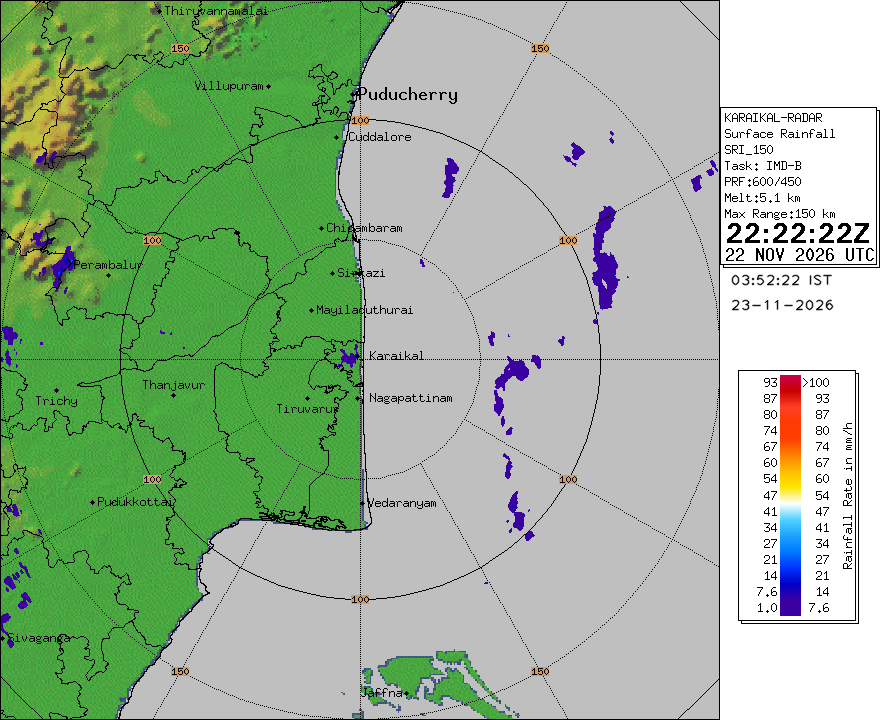 Thiruvannamalai
150
150
Villupuram
Puducherry
100
Cuddalore
Chidambaram
100
100
Perambalur
Sirkazi
Mayiladuthurai
Karaikal
Thanjavur
Trichy
Nagapattinam
Tiruvarur
100
100
Pudukkottai
Vedaranyam
100
Sivaganga
150
150
Jaffna
KARAIKAL-RADAR
Surface Rainfall
SRI_150
Task: IMD-B
PRF:600/450
Melt:5.1 km
Max Range:150 km
22:22:22Z
22 NOV 2026 UTC
03:52:22 IST
23-11-2026
93 >100
87 93
80 87
74 80
67 74
60 67
54 60
47 54
41 47
34 41
27 34
21 27
14 21
7.6 14
1.0 7.6
Rainfall Rate in mm/h